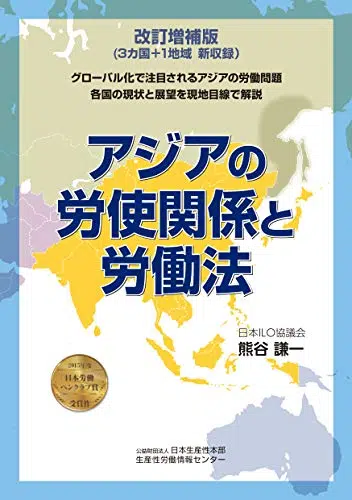 改訂増補版
(3カ国+1地域 新収録)
グローバル化で注目されるアジアの労働問題
各国の現状と展望を現地目線で解説
アジアの
労使関係と
労働法
日本ILO協議会
熊谷 謙一
2015年度
日本労働
ペンクラブ賞
受賞作
公益財団法人 日本生産性本部
生産性労働情報センター